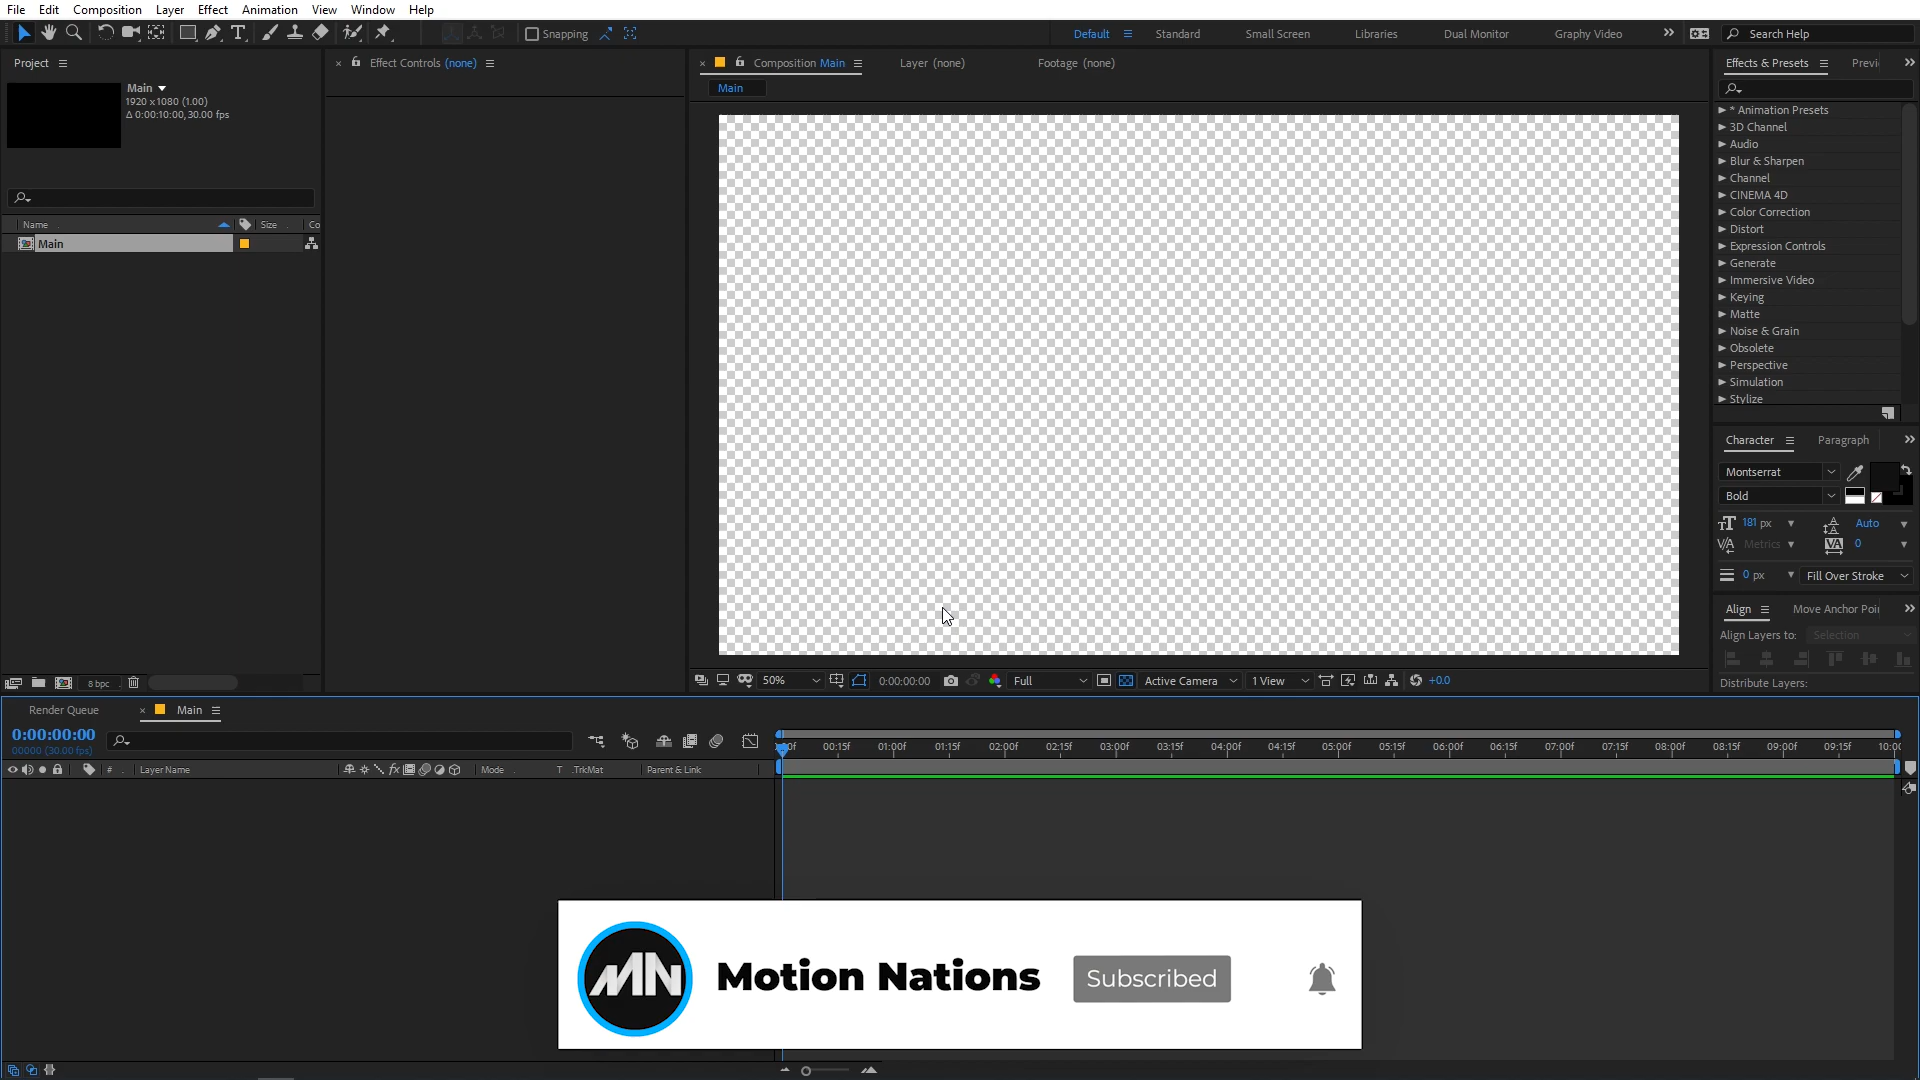 File Edit Composition Layer Effect Animation View Window Help
Snapping Default Standard Small Screen Libraries Dual Monitor Graphy Video Search Help
Project
Effect Controls (none)
Composition Main
Layer (none)
Footage (none)
Effects & Presets
Previ
Main
1920 x 1080 (1.00)
Δ 0:00:10:00, 30.00 fps
Main
* Animation Presets
3D Channel
Audio
Blur & Sharpen
Channel
CINEMA 4D
Color Correction
Distort
Expression Controls
Generate
Immersive Video
Keying
Matte
Noise & Grain
Obsolete
Perspective
Simulation
Stylize
Name Size Co
Main
Character Paragraph
Montserrat
Bold
181 px Auto
Metrics 0
0 px Fill Over Stroke
Align Move Anchor Poi
Align Layers to: Selection
Distribute Layers:
8 bpc
50% 0:00:00:00 Full Active Camera 1 View +0.0
Render Queue Main
0:00:00:00
00000 (30.00 fps)
00f 00:15f 01:00f 01:15f 02:00f 02:15f 03:00f 03:15f 04:00f 04:15f 05:00f 05:15f 06:00f 06:15f 07:00f 07:15f 08:00f 08:15f 09:00f 09:15f 10:00
# Layer Name fx Mode T .TrkMat Parent & Link
MN Motion Nations Subscribed